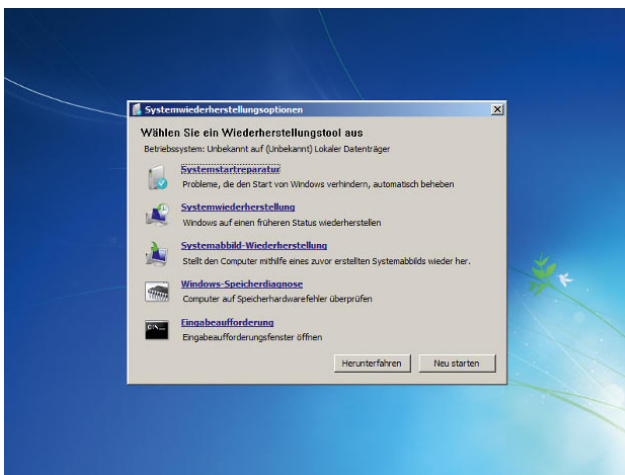 Systemwiederherstellungsoptionen
Wählen Sie ein Wiederherstellungstool aus
Betriebssystem: Unbekannt auf (Unbekannt) Lokaler Datenträger
Systemstartreparatur
Probleme, die den Start von Windows verhindern, automatisch beheben
Systemwiederherstellung
Windows auf einen früheren Status wiederherstellen
Systemabbild-Wiederherstellung
Stellt den Computer mithilfe eines zuvor erstellten Systemabbilds wieder her.
Windows-Speicherdiagnose
Computer auf Speicherhardwarefehler überprüfen
Eingabeaufforderung
Eingabeaufforderungsfenster öffnen
Herunterfahren Neu starten